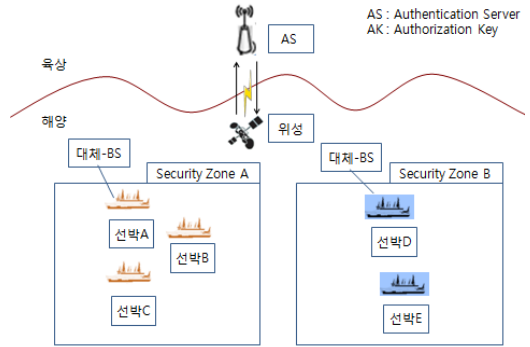 AS : Authentication Server
AK : Authorization Key
AS
육상
해양
위성
대체-BS
대체-BS
Security Zone A
Security Zone B
선박A
선박B
선박D
선박C
선박E